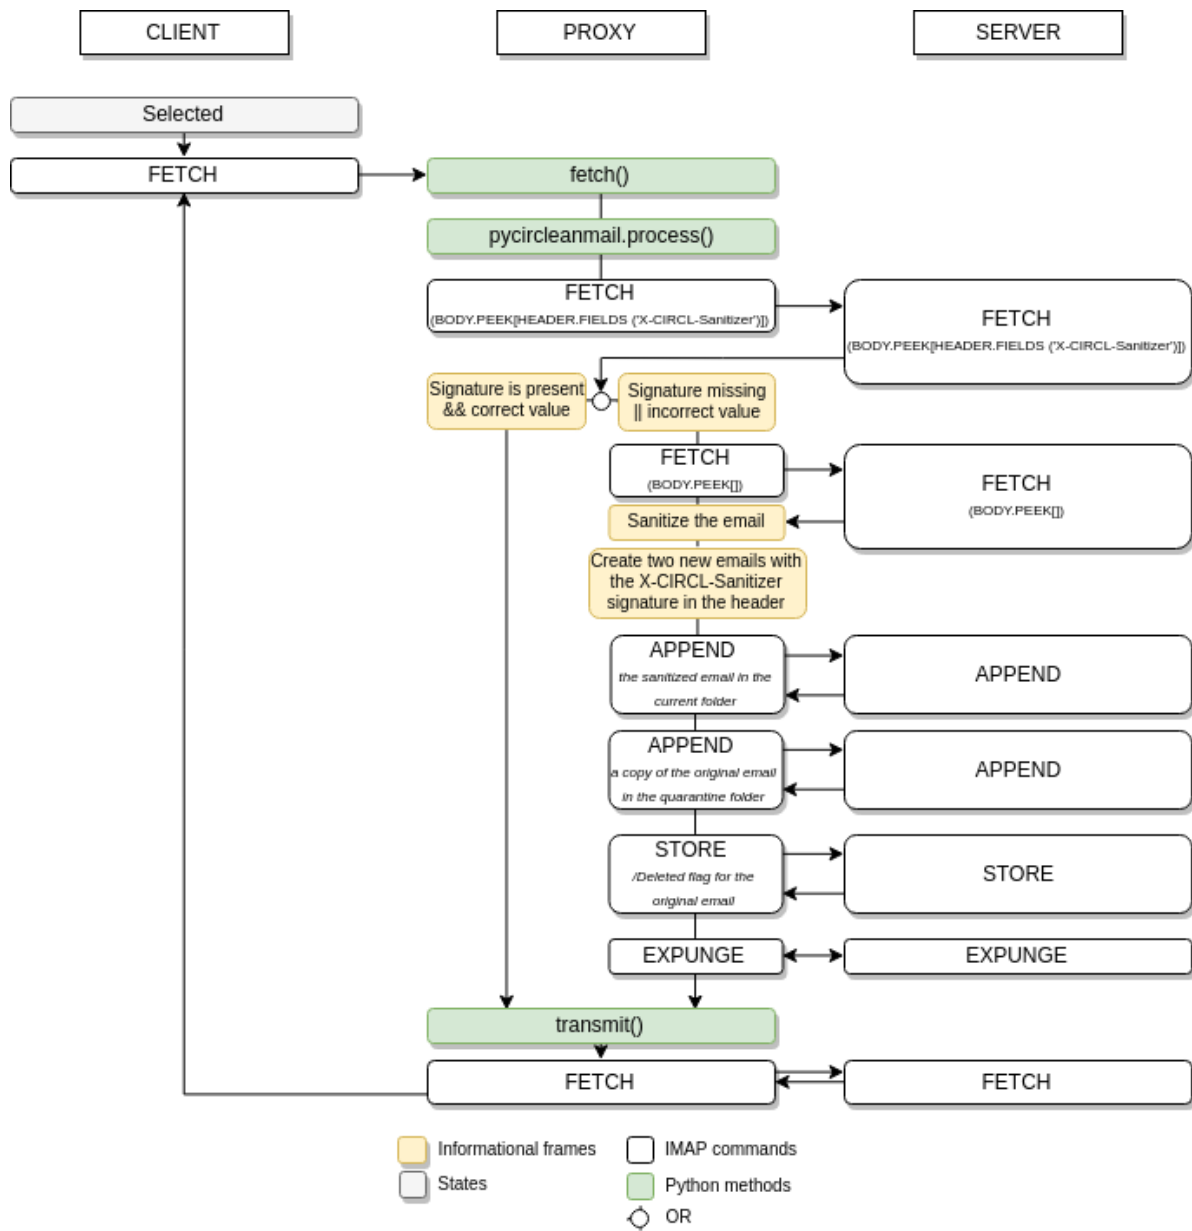 CLIENT
PROXY
SERVER
Selected
FETCH
fetch()
pycircleanmail.process()
FETCH
(BODY.PEEK[HEADER.FIELDS ('X-CIRCL-Sanitizer')])
FETCH
(BODY.PEEK[HEADER.FIELDS ('X-CIRCL-Sanitizer')])
Signature is present
&& correct value
Signature missing
|| incorrect value
FETCH
(BODY.PEEK[])
FETCH
(BODY.PEEK[])
Sanitize the email
Create two new emails with
the X-CIRCL-Sanitizer
signature in the header
APPEND
the sanitized email in the
current folder
APPEND
APPEND
a copy of the original email
in the quarantine folder
APPEND
STORE
/Deleted flag for the
original email
STORE
EXPUNGE
EXPUNGE
transmit()
FETCH
FETCH
Informational frames
IMAP commands
States
Python methods
OR